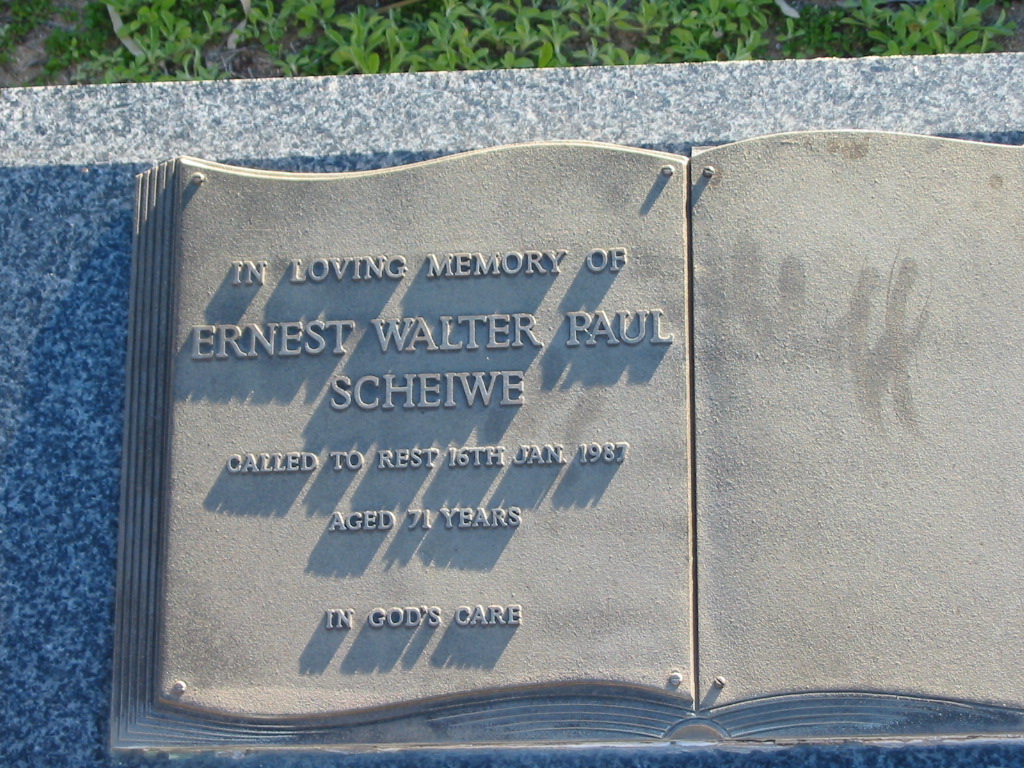 IN LOVING MEMORY OF
ERNEST WALTER PAUL
SCHEIWE
CALLED TO REST 16TH JAN. 1987
AGED 71 YEARS
IN GOD'S CARE